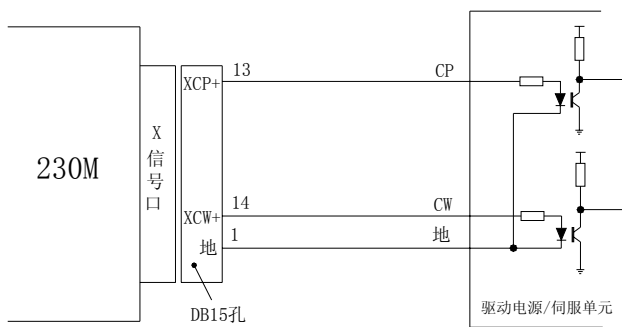 230M
X
信
号
口
XCP+
13
CP
XCW+
14
CW
地
1
地
DB15孔
驱动电源/伺服单元